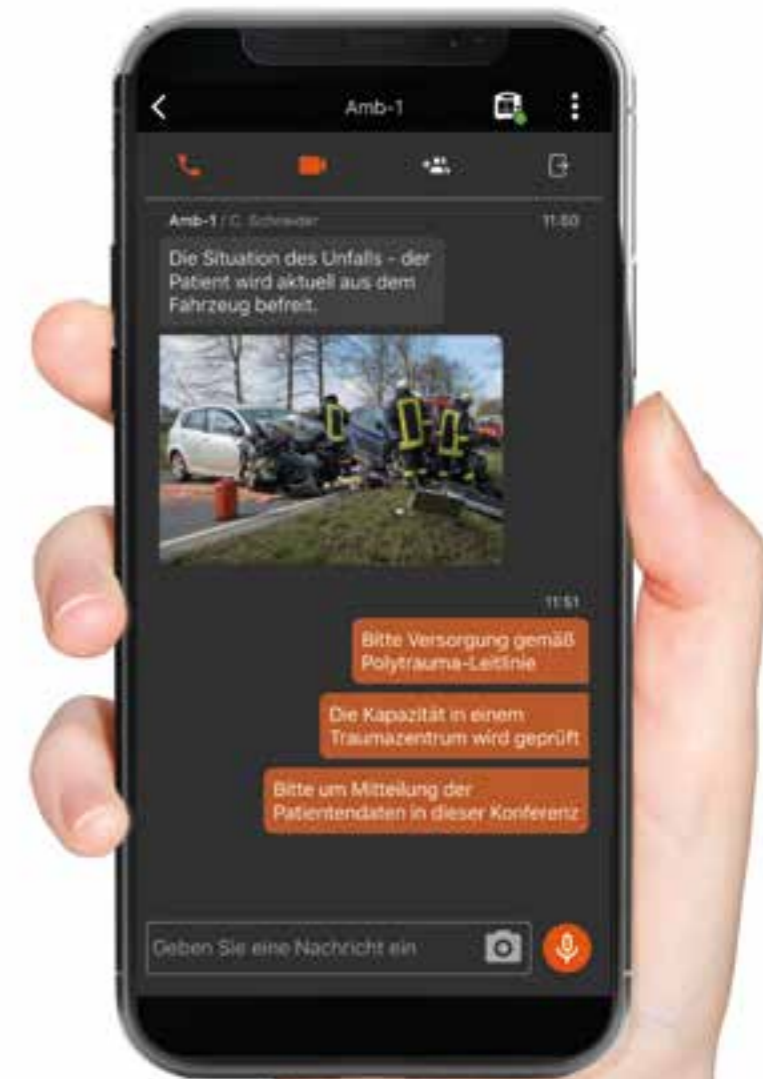 Amb-1
Amb-1 / C. Schneider
11:50
Die Situation des Unfalls - der
Patient wird aktuell aus dem
Fahrzeug befreit.
11:51
Bitte Versorgung gemäß
Polytrauma-Leitlinie
Die Kapazität in einem
Traumazentrum wird geprüft
Bitte um Mitteilung der
Patientendaten in dieser Konferenz
Geben Sie eine Nachricht ein